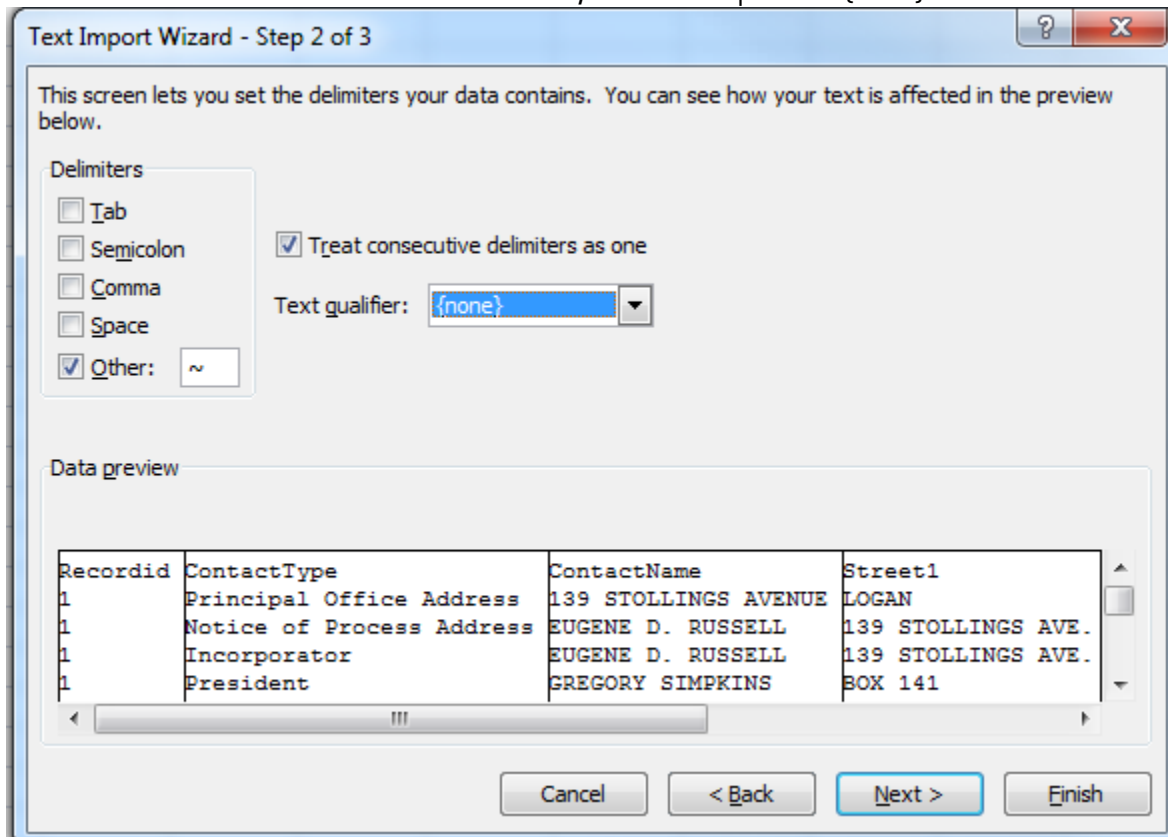 Text Import Wizard - Step 2 of 3
This screen lets you set the delimiters your data contains. You can see how your text is affected in the preview
below.
Delimiters
Tab
Semicolon
Comma
Space
Other: ~
Treat consecutive delimiters as one
Text qualifier: {none}
Data preview
Recordid ContactType ContactName Street1
1 Principal Office Address 139 STOLLINGS AVENUE LOGAN
1 Notice of Process Address EUGENE D. RUSSELL 139 STOLLINGS AVE.
1 Incorporator EUGENE D. RUSSELL 139 STOLLINGS AVE.
1 President GREGORY SIMPKINS BOX 141
Cancel < Back Next > Finish